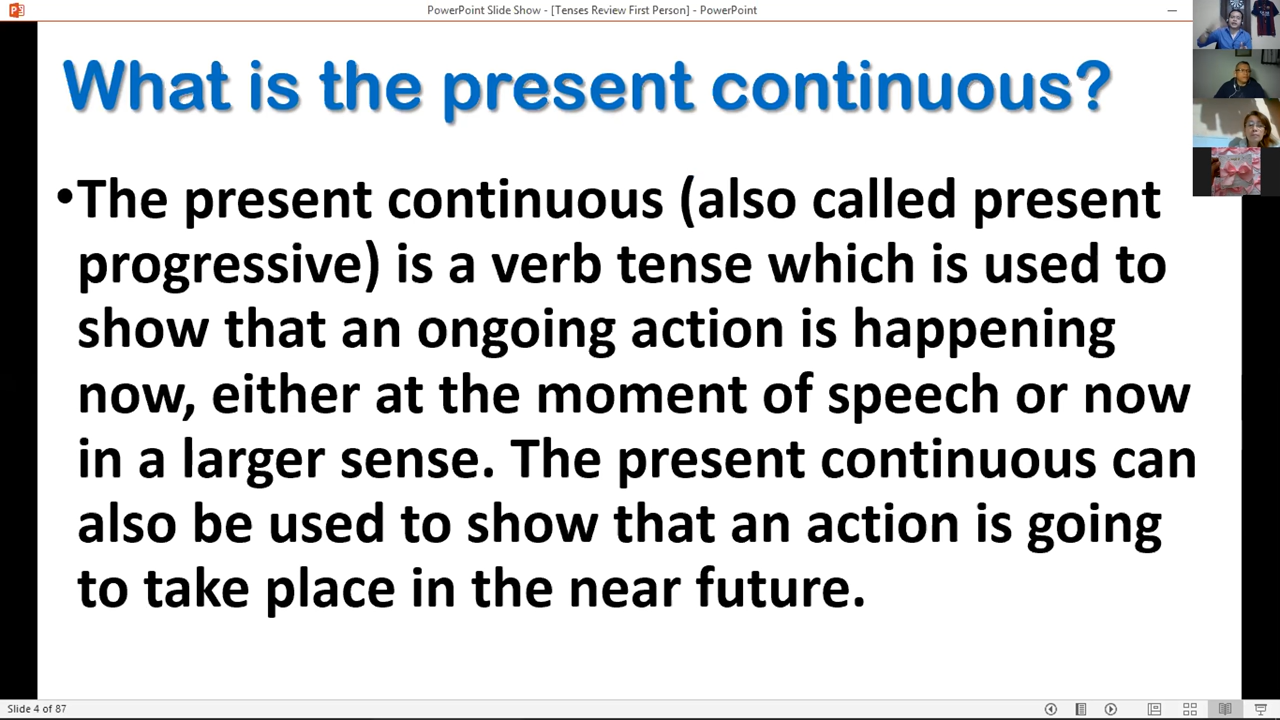 PowerPoint Slide Show - [Tenses Review First Person] - PowerPoint
What is the present continuous?
•The present continuous (also called present
progressive) is a verb tense which is used to
show that an ongoing action is happening
now, either at the moment of speech or now
in a larger sense. The present continuous can
also be used to show that an action is going
to take place in the near future.
Slide 4 of 87